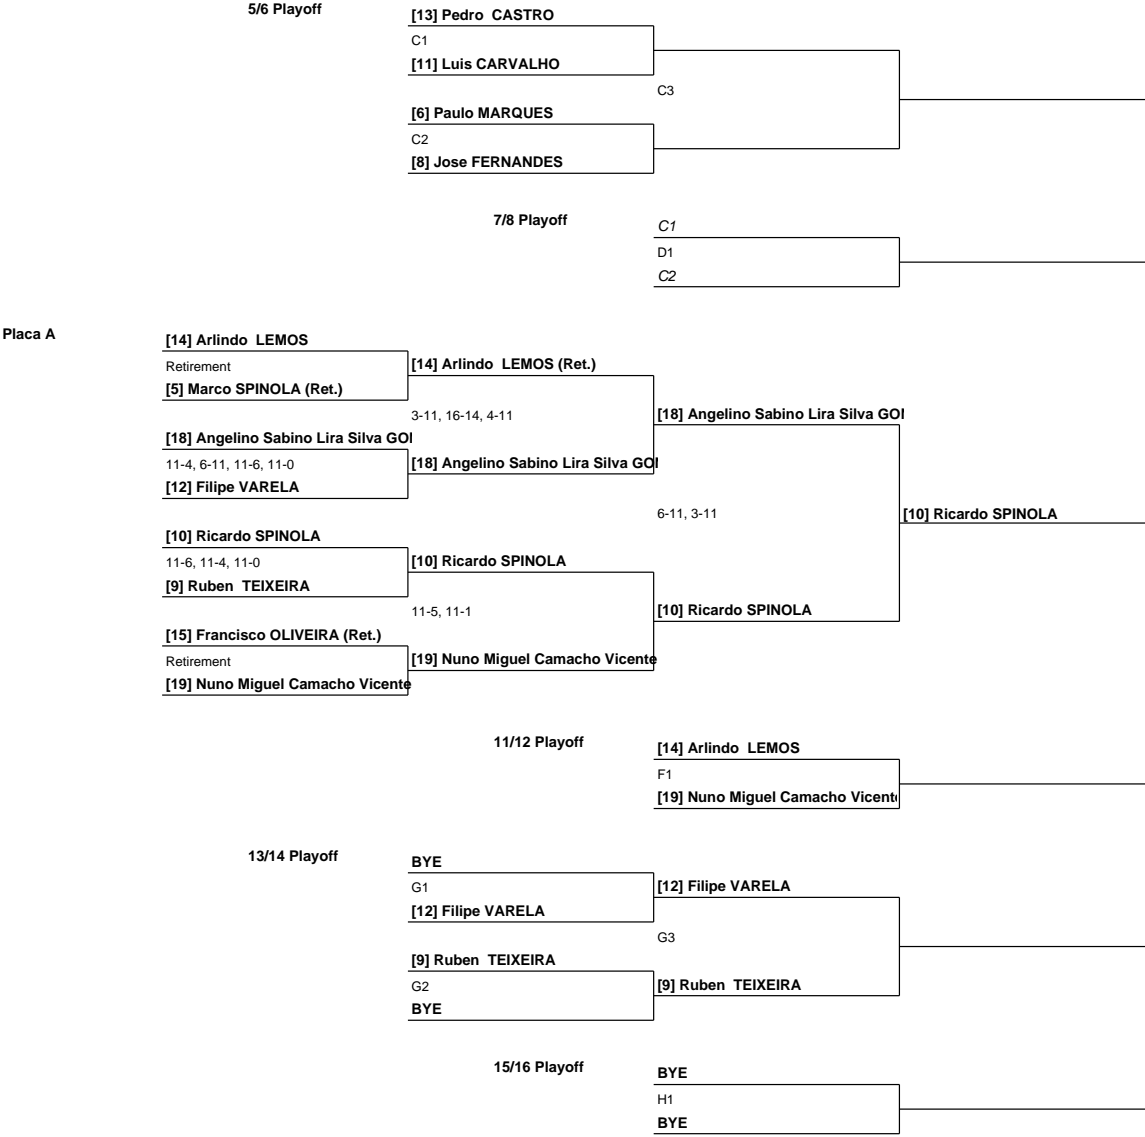 5/6 Playoff
[13] Pedro CASTRO
C1
[11] Luis CARVALHO
C3
[6] Paulo MARQUES
C2
[8] Jose FERNANDES
7/8 Playoff
C1
D1
C2
Placa A
[14] Arlindo LEMOS
Retirement
[14] Arlindo LEMOS (Ret.)
[5] Marco SPINOLA (Ret.)
3-11, 16-14, 4-11
[18] Angelino Sabino Lira Silva GOI
[18] Angelino Sabino Lira Silva GOI
11-4, 6-11, 11-6, 11-0
[18] Angelino Sabino Lira Silva GOI
[12] Filipe VARELA
6-11, 3-11
[10] Ricardo SPINOLA
[10] Ricardo SPINOLA
11-6, 11-4, 11-0
[10] Ricardo SPINOLA
[9] Ruben TEIXEIRA
11-5, 11-1
[10] Ricardo SPINOLA
[15] Francisco OLIVEIRA (Ret.)
Retirement
[19] Nuno Miguel Camacho Vicente
[19] Nuno Miguel Camacho Vicente
11/12 Playoff
[14] Arlindo LEMOS
F1
[19] Nuno Miguel Camacho Vicente
13/14 Playoff
BYE
G1
[12] Filipe VARELA
[12] Filipe VARELA
G3
[9] Ruben TEIXEIRA
G2
[9] Ruben TEIXEIRA
BYE
15/16 Playoff
BYE
H1
BYE